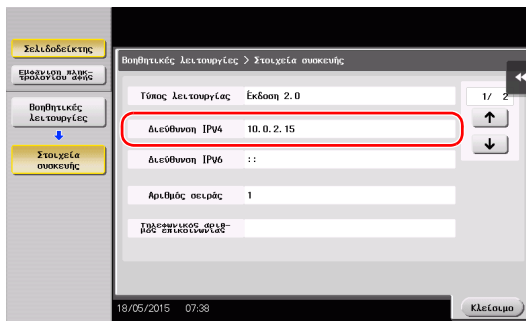 Σελιδοδείκτης
Εμφάνιση πληκ-
τρολογίου αφής
Βοηθητικές
λειτουργίες
Στοιχεία
συσκευής
Βοηθητικές λειτουργίες > Στοιχεία συσκευής
Τύπος λειτουργίας Έκδοση 2.0
1/ 2
Διεύθυνση IPV4 10.0.2.15
Διεύθυνση IPV6 ::
Αριθμός σειράς 1
Τηλεφωνικός αριθ-
μός επικοινωνίας
18/05/2015 07:38
Κλείσιμο